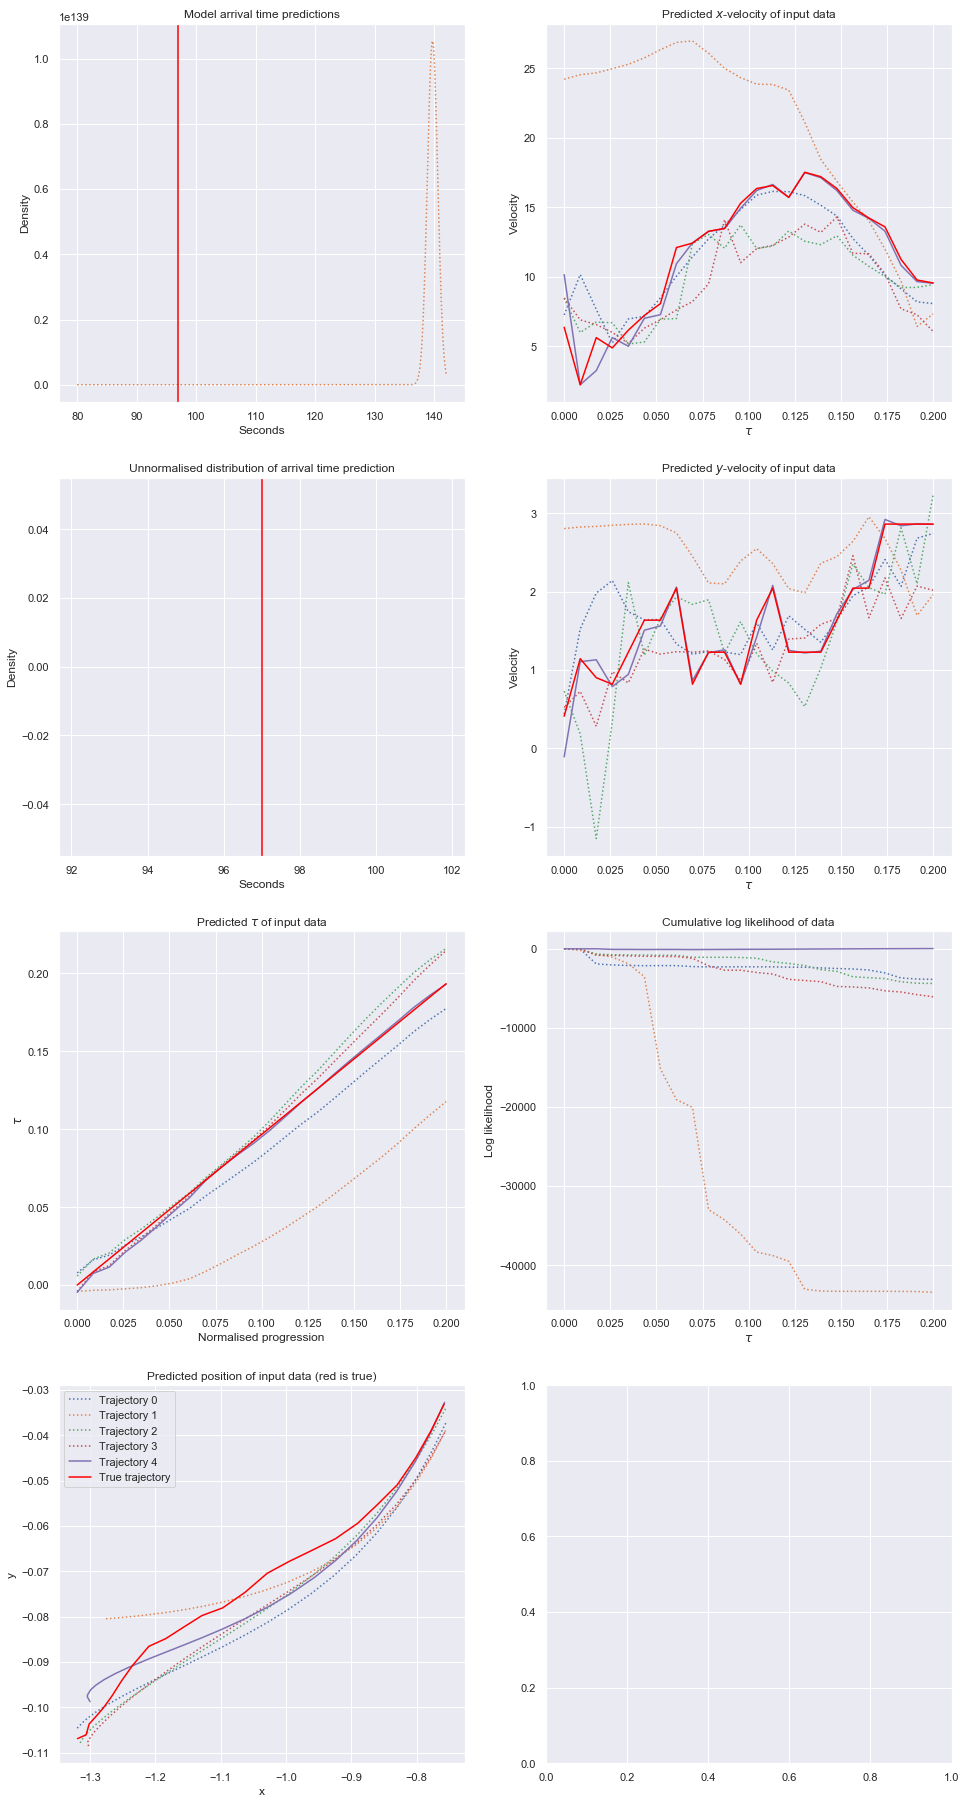 Model arrival time predictions
1e139
1.0
0.8
0.6
0.4
0.2
0.0
Density
80 90 100 110 120 130 140
Seconds
Predicted x-velocity of input data
25
20
15
10
5
Velocity
0.000 0.025 0.050 0.075 0.100 0.125 0.150 0.175 0.200
τ
Unnormalised distribution of arrival time prediction
0.04
0.02
0.00
−0.02
−0.04
Density
92 94 96 98 100 102
Seconds
Predicted y-velocity of input data
3
2
1
0
−1
Velocity
0.000 0.025 0.050 0.075 0.100 0.125 0.150 0.175 0.200
τ
Predicted τ of input data
0.20
0.15
0.10
0.05
0.00
τ
0.000 0.025 0.050 0.075 0.100 0.125 0.150 0.175 0.200
Normalised progression
Cumulative log likelihood of data
0
−10000
−20000
−30000
−40000
Log likelihood
0.000 0.025 0.050 0.075 0.100 0.125 0.150 0.175 0.200
τ
Predicted position of input data (red is true)
Trajectory 0
Trajectory 1
Trajectory 2
Trajectory 3
Trajectory 4
True trajectory
−0.03
−0.04
−0.05
−0.06
−0.07
−0.08
−0.09
−0.10
−0.11
y
−1.3 −1.2 −1.1 −1.0 −0.9 −0.8
x
1.0
0.8
0.6
0.4
0.2
0.0
0.0 0.2 0.4 0.6 0.8 1.0